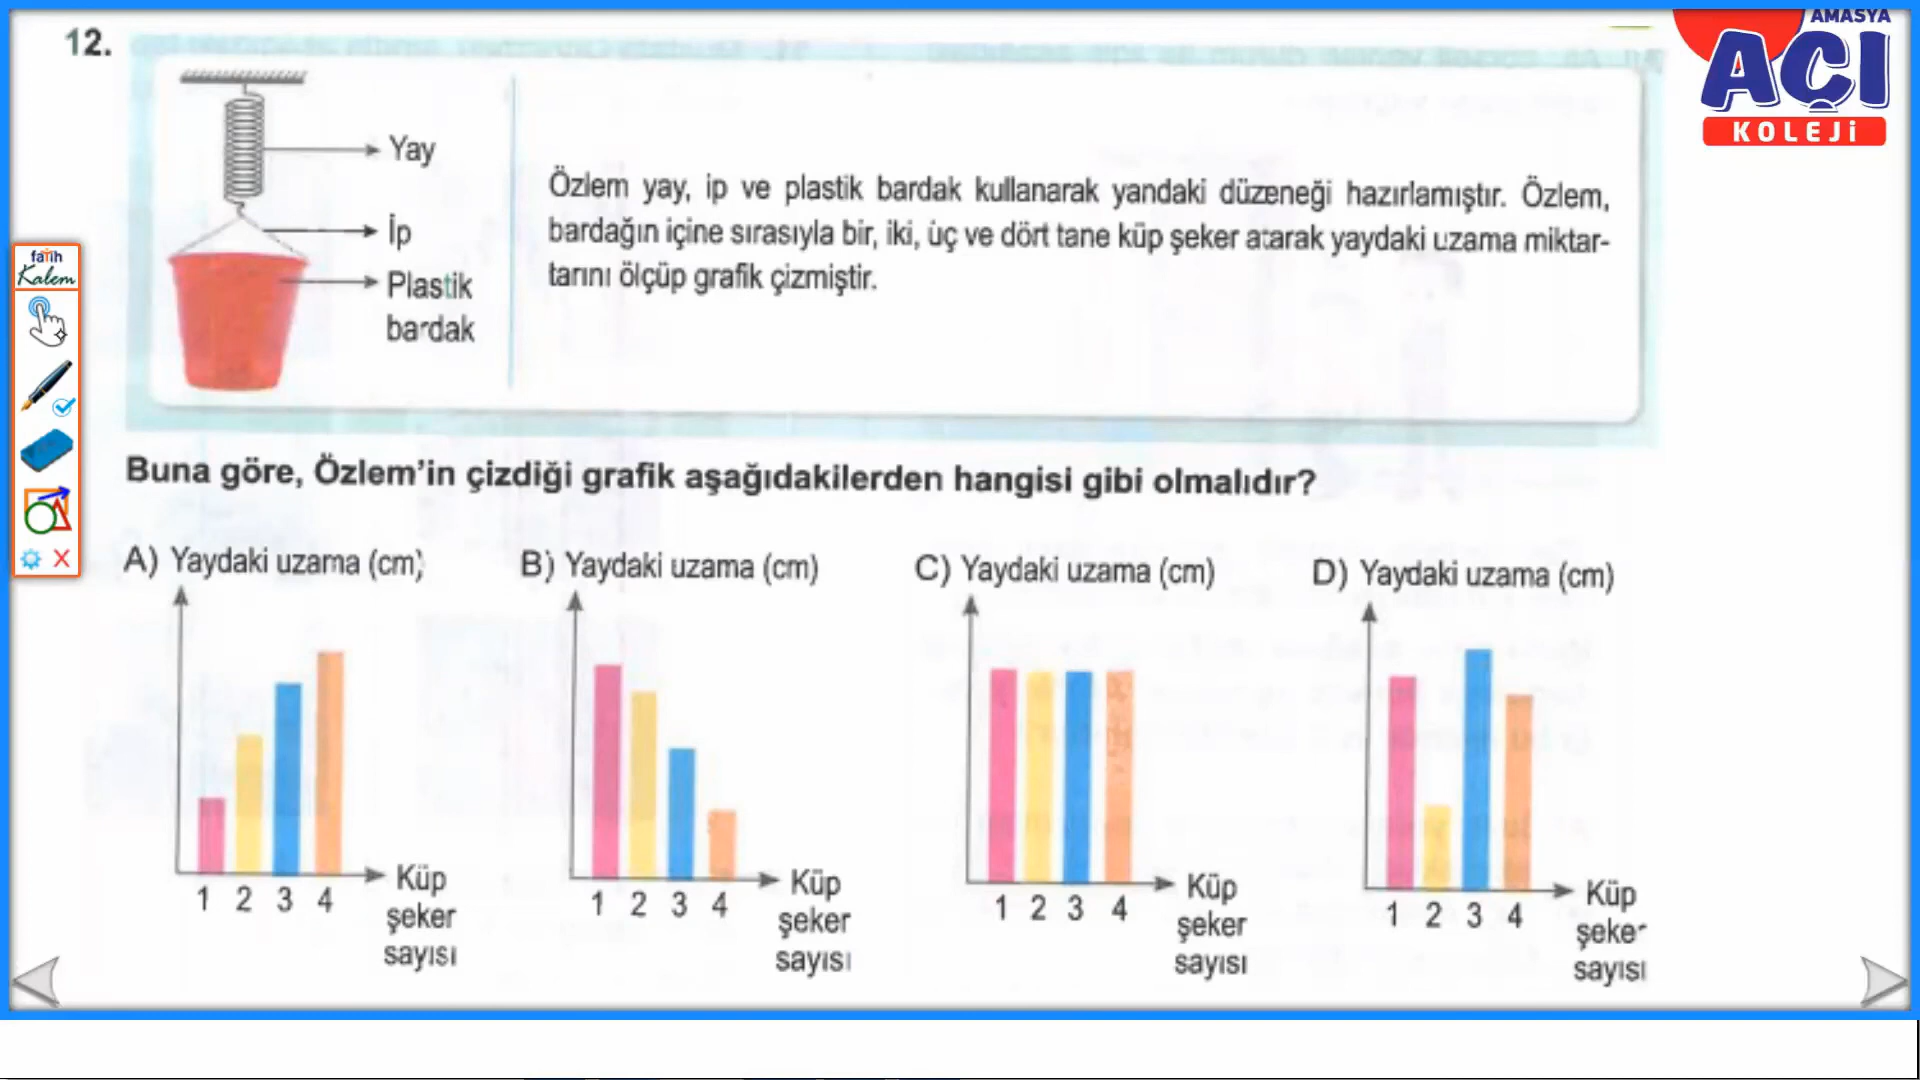 AMASYA
AÇI
KOLEJİ
12.
Yay
İp
Plastik
bardak
Özlem yay, ip ve plastik bardak kullanarak yandaki düzeneği hazırlamıştır. Özlem,
bardağın içine sırasıyla bir, iki, üç ve dört tane küp şeker atarak yaydaki uzama miktar-
larını ölçüp grafik çizmiştir.
fatih
Kalem
Buna göre, Özlem'in çizdiği grafik aşağıdakilerden hangisi gibi olmalıdır?
A) Yaydaki uzama (cm)
1 2 3 4
Küp
şeker
sayısı
B) Yaydaki uzama (cm)
1 2 3 4
Küp
şeker
sayısı
C) Yaydaki uzama (cm)
1 2 3 4
Küp
şeker
sayısı
D) Yaydaki uzama (cm)
1 2 3 4
Küp
şeker
sayısı